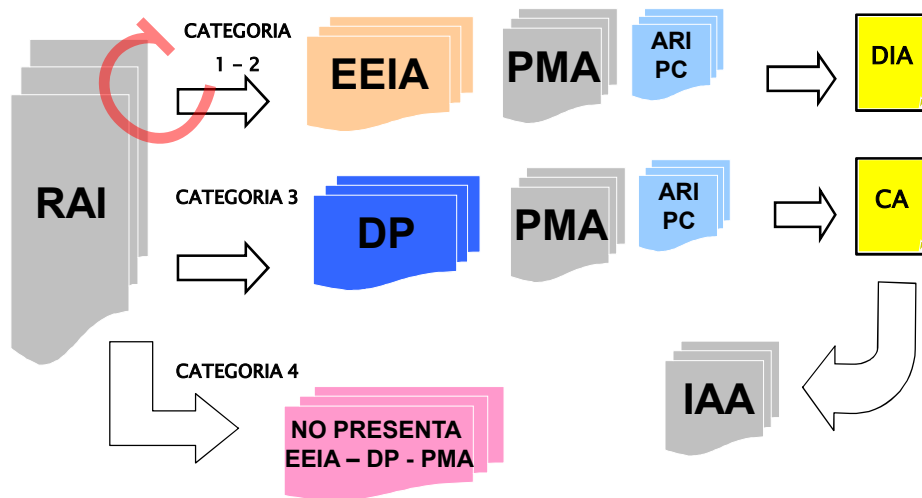 CATEGORIA
1 – 2
RAI
EEIA
PMA
ARI
PC
DIA
CATEGORIA 3
DP
PMA
ARI
PC
CA
CATEGORIA 4
NO PRESENTA
EEIA – DP - PMA
IAA